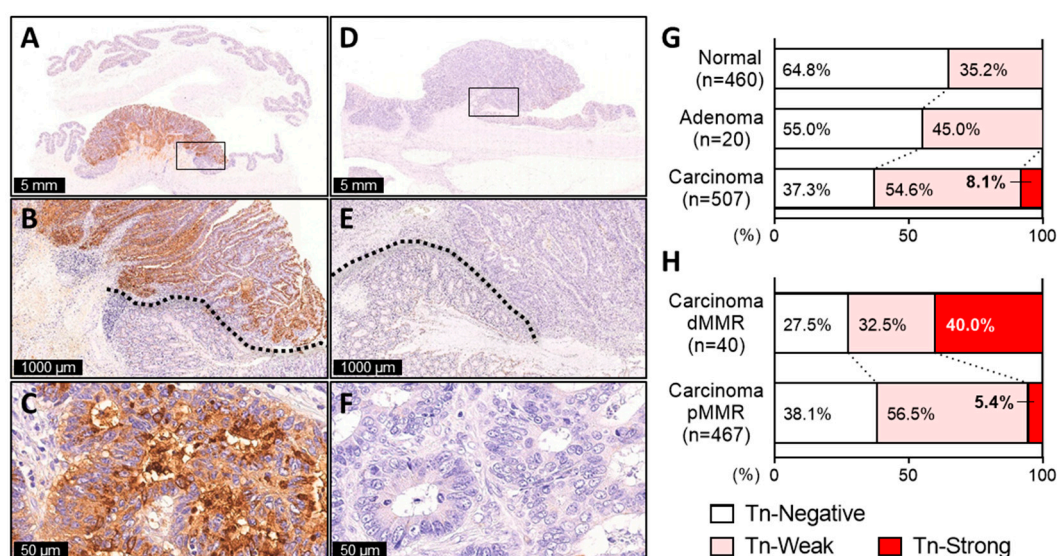 A
5 mm
B
1000 μm
C
50 μm
D
5 mm
E
1000 μm
F
50 μm
G
Normal
(n=460)
64.8%
35.2%
Adenoma
(n=20)
55.0%
45.0%
Carcinoma
(n=507)
37.3%
54.6%
8.1%
(%)
0
50
100
H
Carcinoma
dMMR
(n=40)
27.5%
32.5%
40.0%
Carcinoma
pMMR
(n=467)
38.1%
56.5%
5.4%
(%)
0
50
100
Tn-Negative
Tn-Weak
Tn-Strong